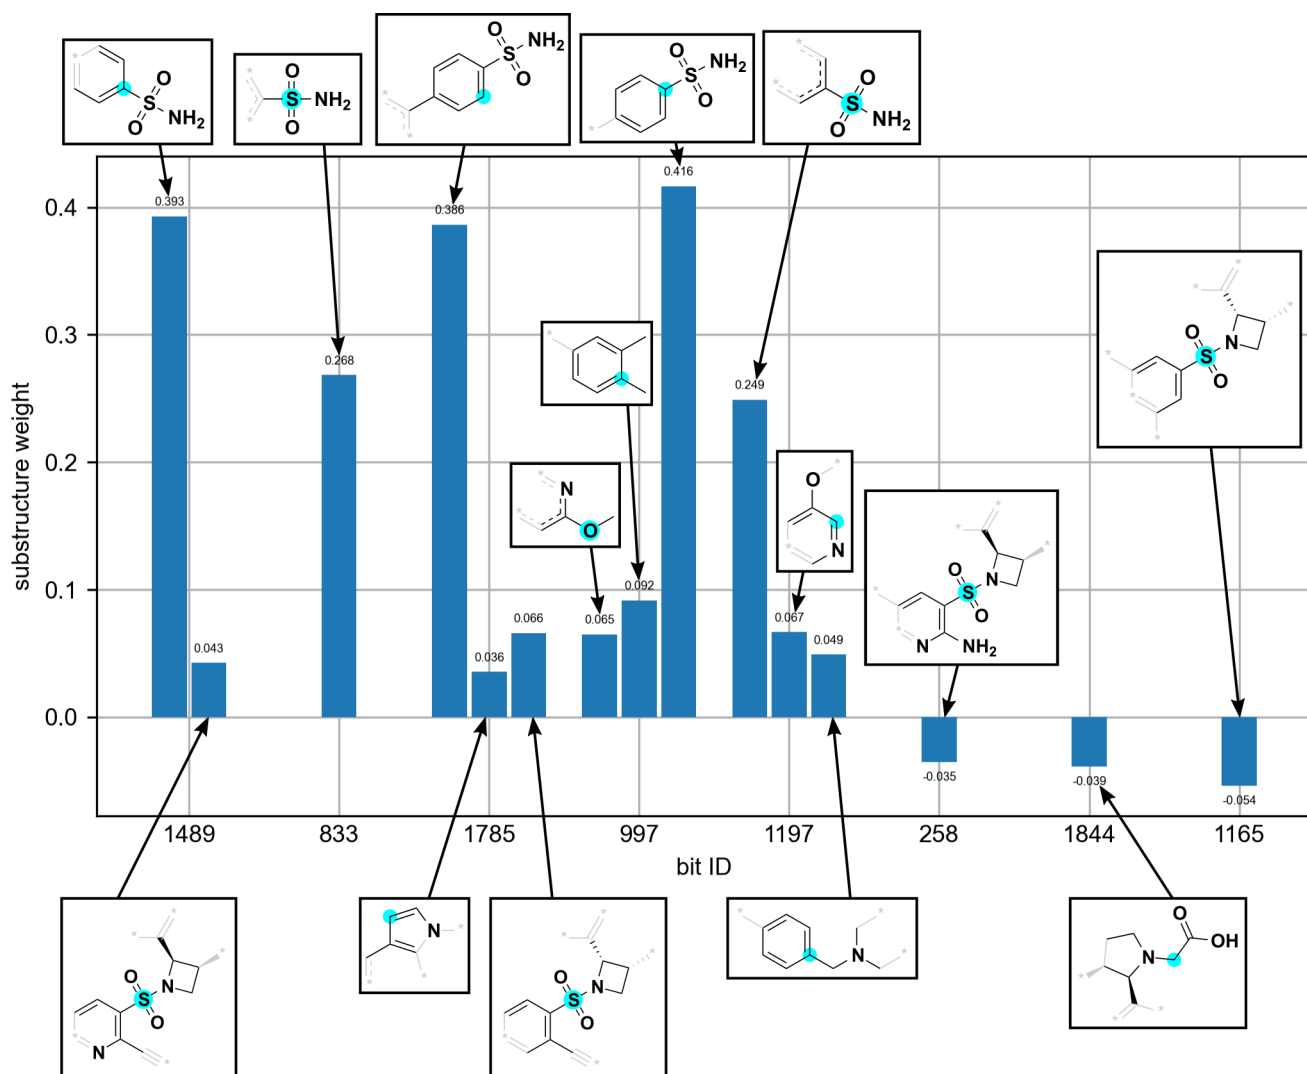 O
S
O
NH2
O
S
NH2
O
O
S
NH2
O
O
S
NH2
O
O
S
NH2
O
substructure weight
0.4
0.3
0.2
0.1
0.0
0.393
0.043
0.268
0.386
0.036
0.066
0.065
0.092
0.416
0.249
0.067
0.049
-0.035
-0.039
-0.054
N
O
O
N
O
S
O
N
N
NH2
O
S
O
N
1489 833 1785 997 1197 258 1844 1165
bit ID
O
S
N
O
N
N
O
S
N
O
N
O
OH
N